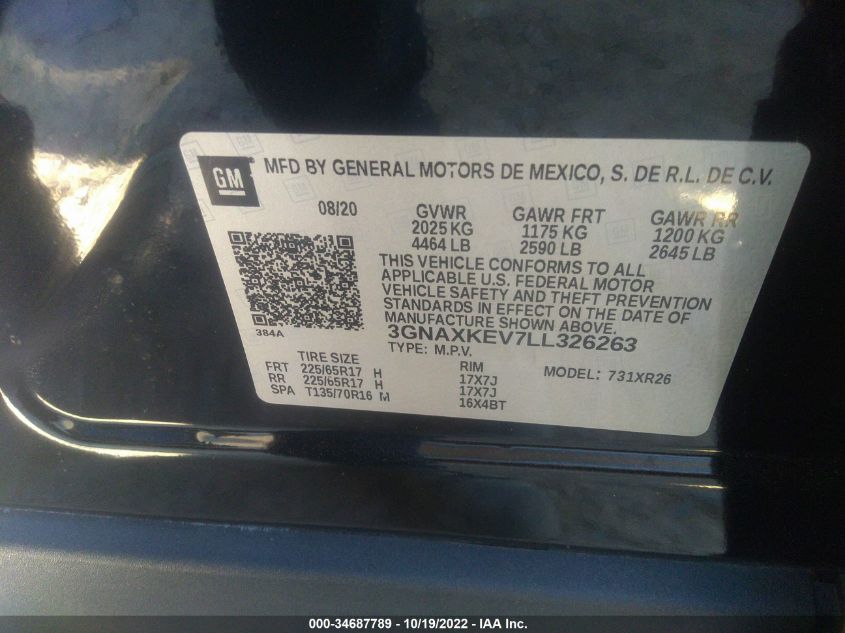 GM
MFD BY GENERAL MOTORS DE MEXICO, S. DE R.L. DE C.V.
08/20 GVWR GAWR FRT GAWR RR
2025 KG 1175 KG 1200 KG
4464 LB 2590 LB 2645 LB
THIS VEHICLE CONFORMS TO ALL
APPLICABLE U.S. FEDERAL MOTOR
VEHICLE SAFETY AND THEFT PREVENTION
STANDARDS IN EFFECT ON THE DATE OF
MANUFACTURE SHOWN ABOVE.
384A
3GNAXKEV7LL326263
TYPE: M.P.V.
TIRE SIZE RIM MODEL: 731XR26
FRT 225/65R17 H 17X7J
RR 225/65R17 H 17X7J
SPA T135/70R16 M 16X4BT
000-34687789 - 10/19/2022 - IAA Inc.